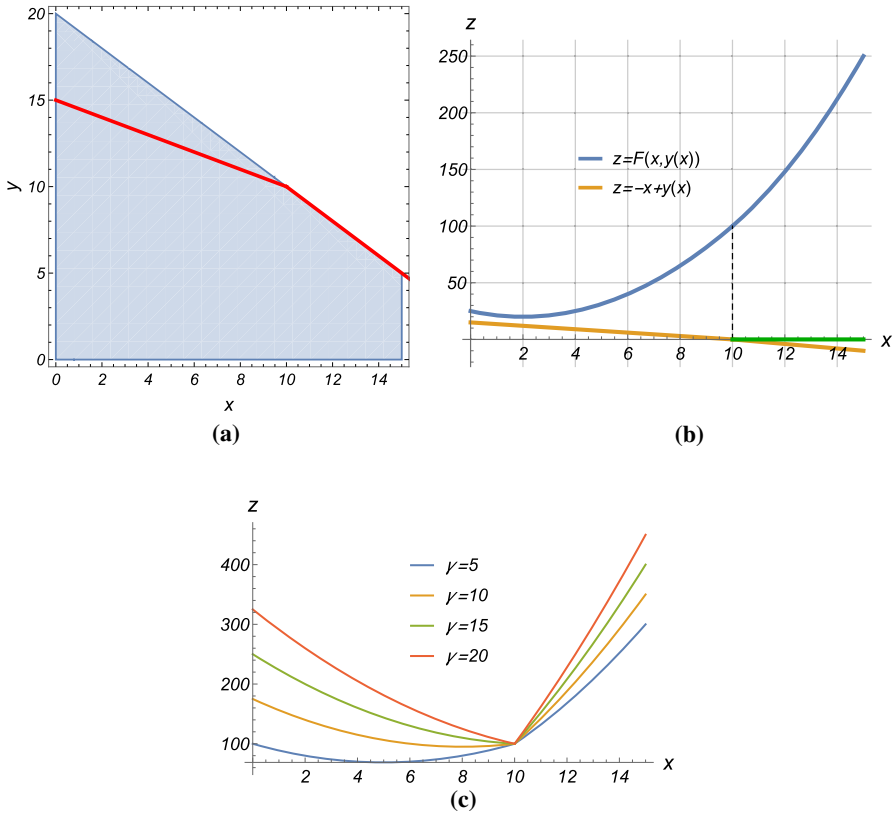 20
15
10
5
0
y
0 2 4 6 8 10 12 14
x
(a)
z
250
200
150
100
50
z=F(x,y(x))
z=-x+y(x)
2 4 6 8 10 12 14
x
(b)
z
400
300
200
100
γ=5
γ=10
γ=15
γ=20
2 4 6 8 10 12 14
x
(c)